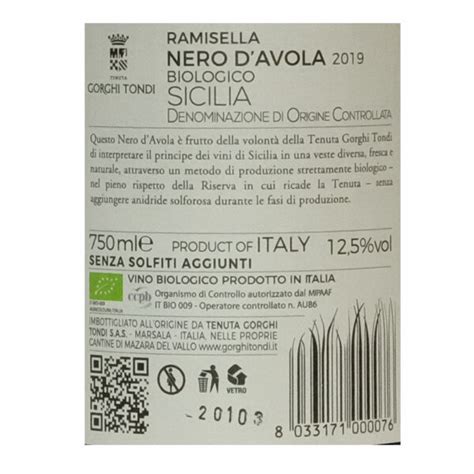 RAMISELLA
NERO D'AVOLA 2019
BIOLOGICO
SICILIA
DENOMINAZIONE DI ORIGINE CONTROLLATA
TENUTA
GORGHI TONDI
Questo Nero d'Avola è frutto della volontà della Tenuta Gorghi Tondi
di interpretare il principe dei vini di Sicilia in una veste diversa, fresca e
naturale, attraverso un metodo di produzione strettamente biologico -
nel pieno rispetto della Riserva in cui ricade la Tenuta - senza
aggiungere anidride solforosa durante le fasi di produzione.
750ml e PRODUCT OF ITALY 12,5%vol
SENZA SOLFITI AGGIUNTI
VINO BIOLOGICO PRODOTTO IN ITALIA
ccpb
Organismo di Controllo autorizzato dal MIPAAF
IT BIO 009 - Operatore controllato n. AU86
IT-BIO-009
AGRICOLTURA ITALIA
IMBOTTIGLIATO ALL'ORIGINE DA TENUTA GORGHI
TONDI S.A.S. - MARSALA - ITALIA, NELLE PROPRIE
CANTINE DI MAZARA DEL VALLO www.gorghitondi.it
VETRO
20103
8 033171 000076